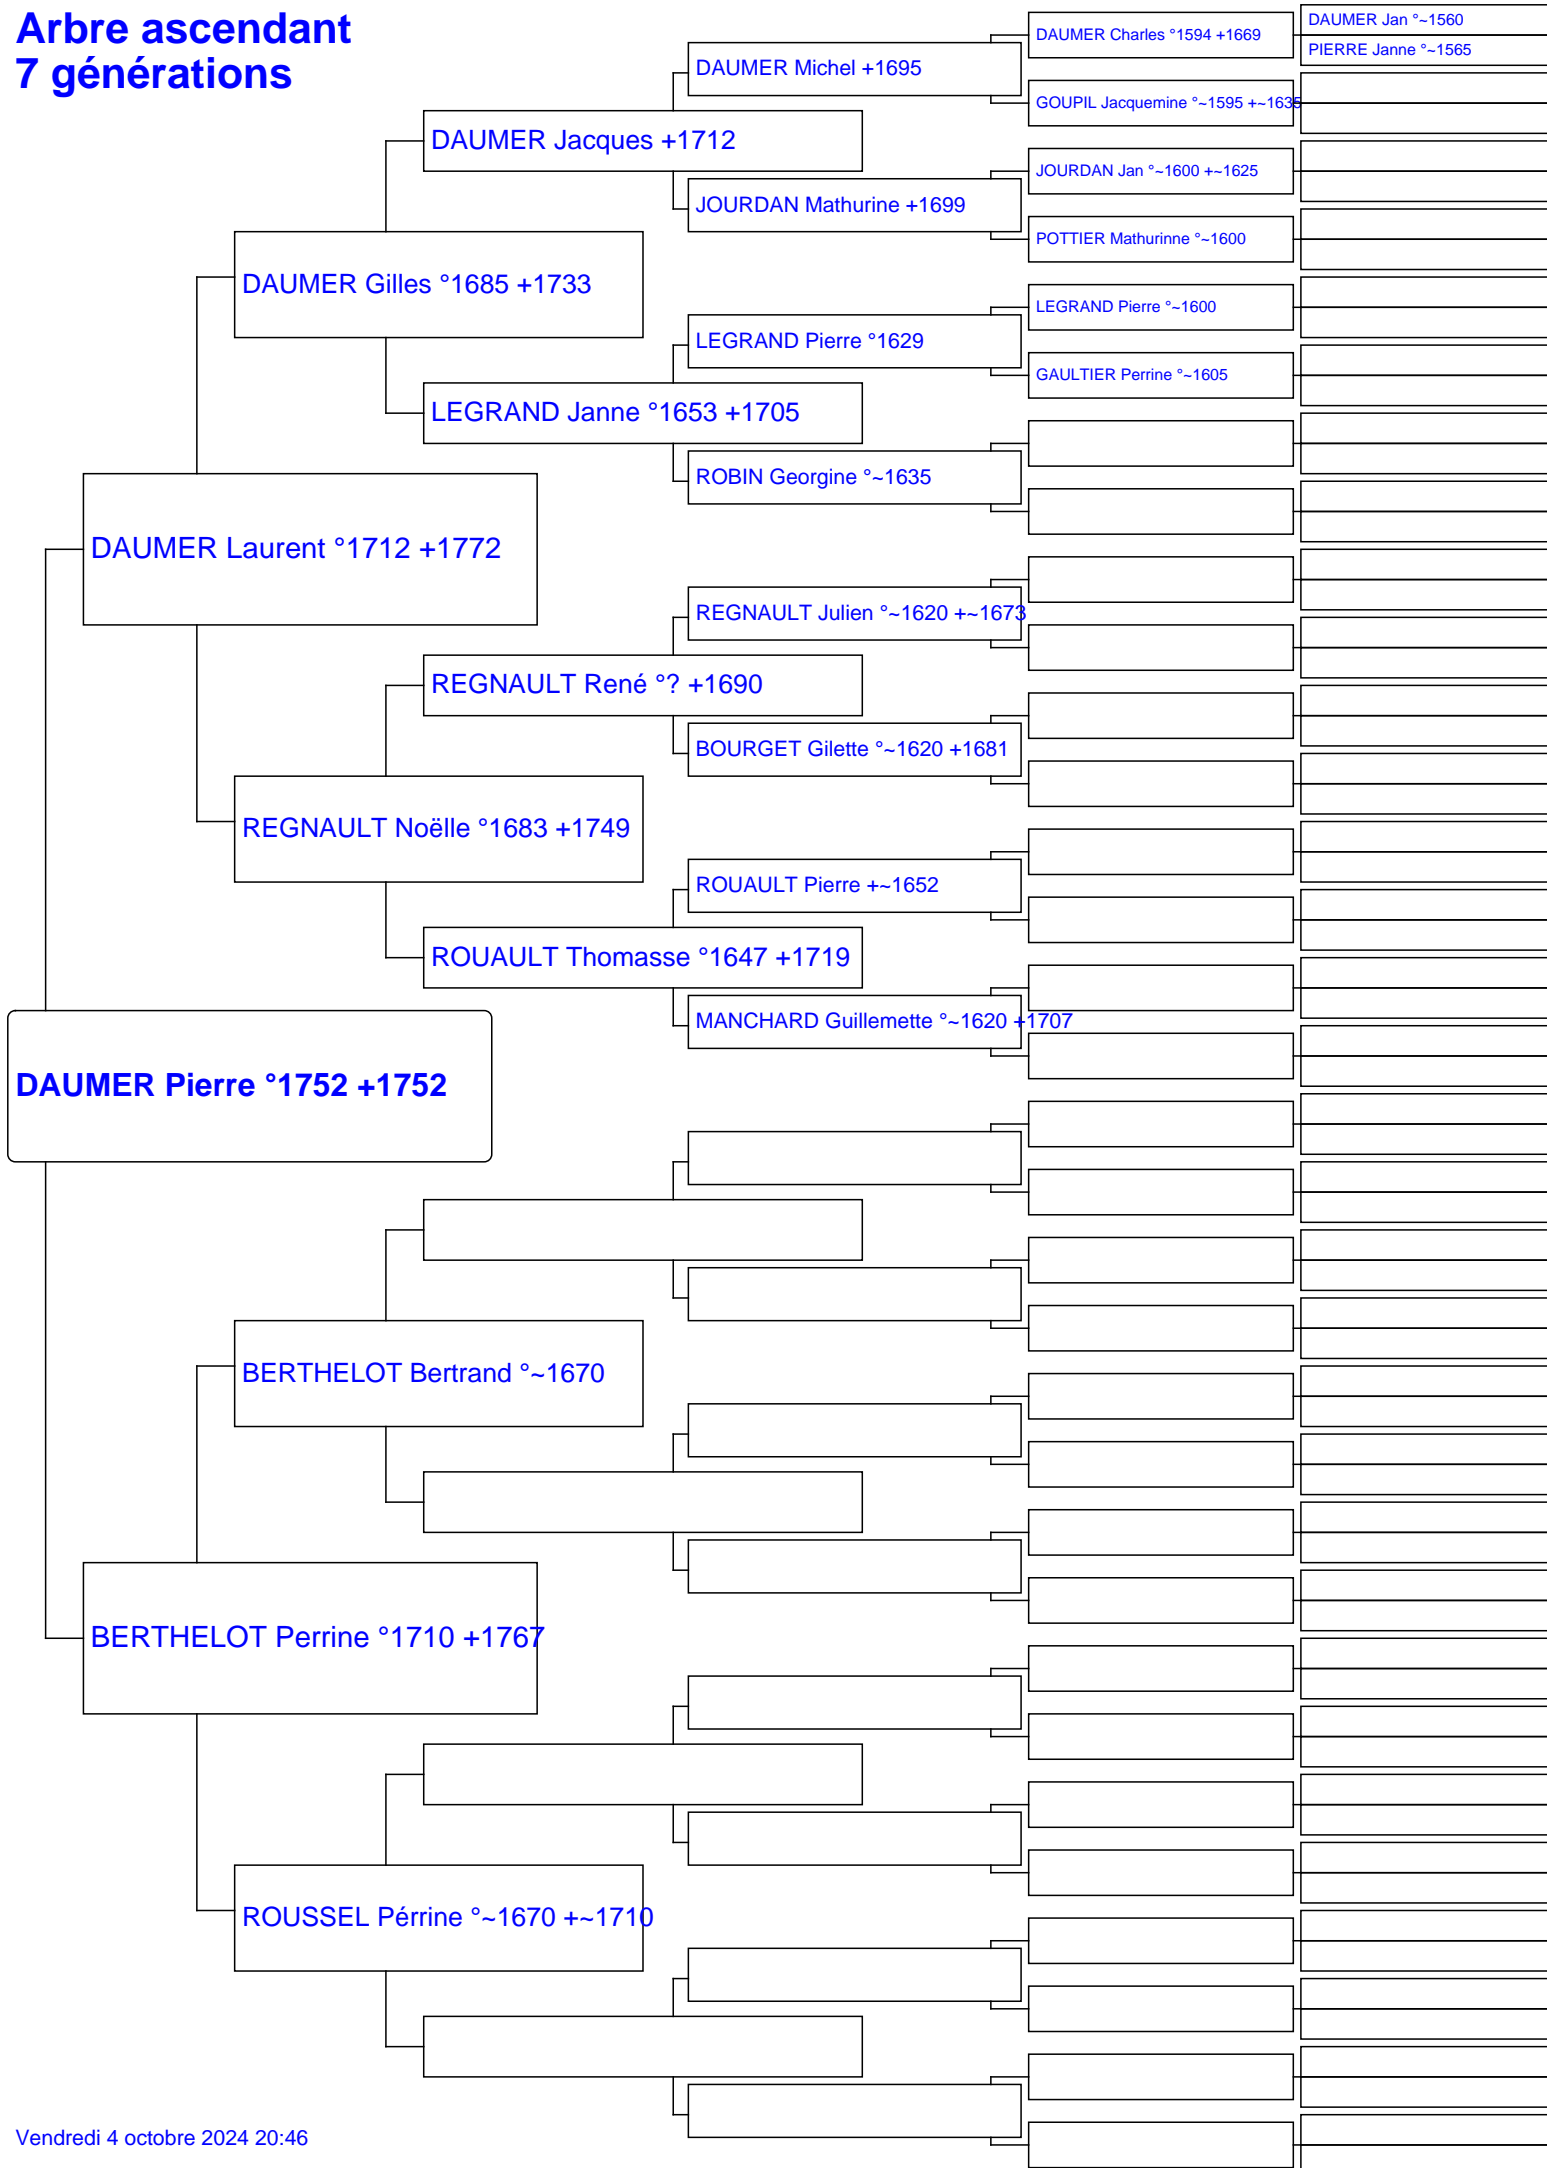 Arbre ascendant
7 générations
DAUMER Charles °1594 +1669
DAUMER Jan °~1560
PIERRE Janne °~1565
DAUMER Michel +1695
GOUPIL Jacquemine °~1595 +~1635
DAUMER Jacques +1712
JOURDAN Jan °~1600 +~1625
JOURDAN Mathurine +1699
POTTIER Mathurinne °~1600
DAUMER Gilles °1685 +1733
LEGRAND Pierre °~1600
LEGRAND Pierre °1629
GAULTIER Perrine °~1605
LEGRAND Janne °1653 +1705
ROBIN Georgine °~1635
DAUMER Laurent °1712 +1772
REGNAULT Julien °~1620 +~1673
REGNAULT René °? +1690
BOURGET Gilette °~1620 +1681
REGNAULT Noëlle °1683 +1749
ROUAULT Pierre +~1652
ROUAULT Thomasse °1647 +1719
MANCHARD Guillemette °~1620 +1707
DAUMER Pierre °1752 +1752
BERTHELOT Bertrand °~1670
BERTHELOT Perrine °1710 +1767
ROUSSEL Pérrine °~1670 +~1710
Vendredi 4 octobre 2024 20:46